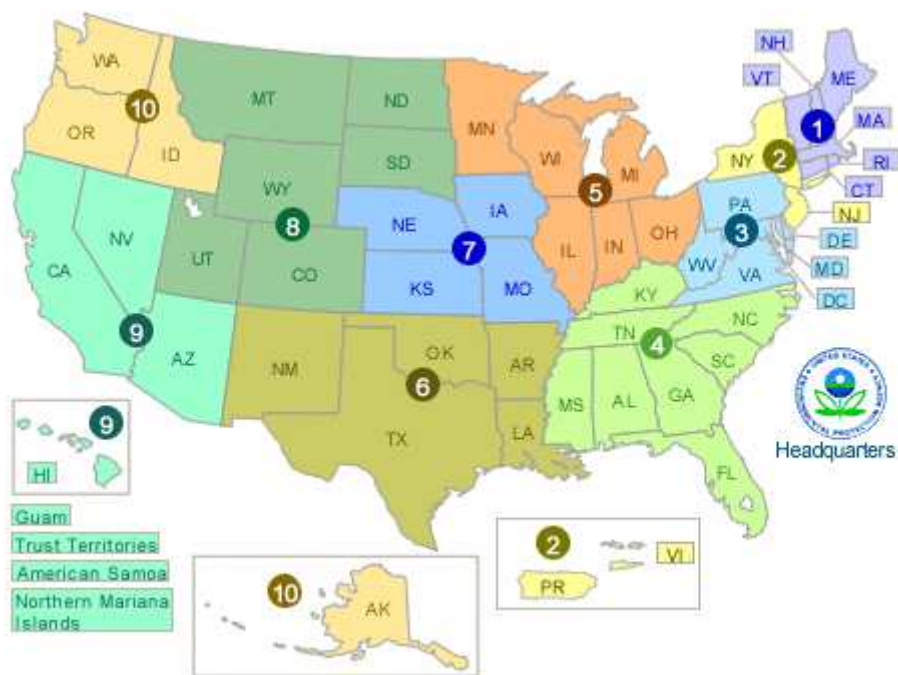 NH
WA
ME
VT
MT
ND
10
MN
1
MA
OR
ID
WI
NY
2
SD
MI
RI
WY
5
CT
PA
IA
NJ
8
NE
3
NV
OH
DE
7
IL
IN
UT
WV
MD
CO
VA
CA
KS
MO
DC
KY
NC
9
TN
4
OK
AZ
SC
AR
NM
6
GA
MS
AL
TX
9
LA
Headquarters
HI
FL
Guam
2
Trust Territories
VI
American Samoa
PR
10
Northern Mariana
Islands
AK